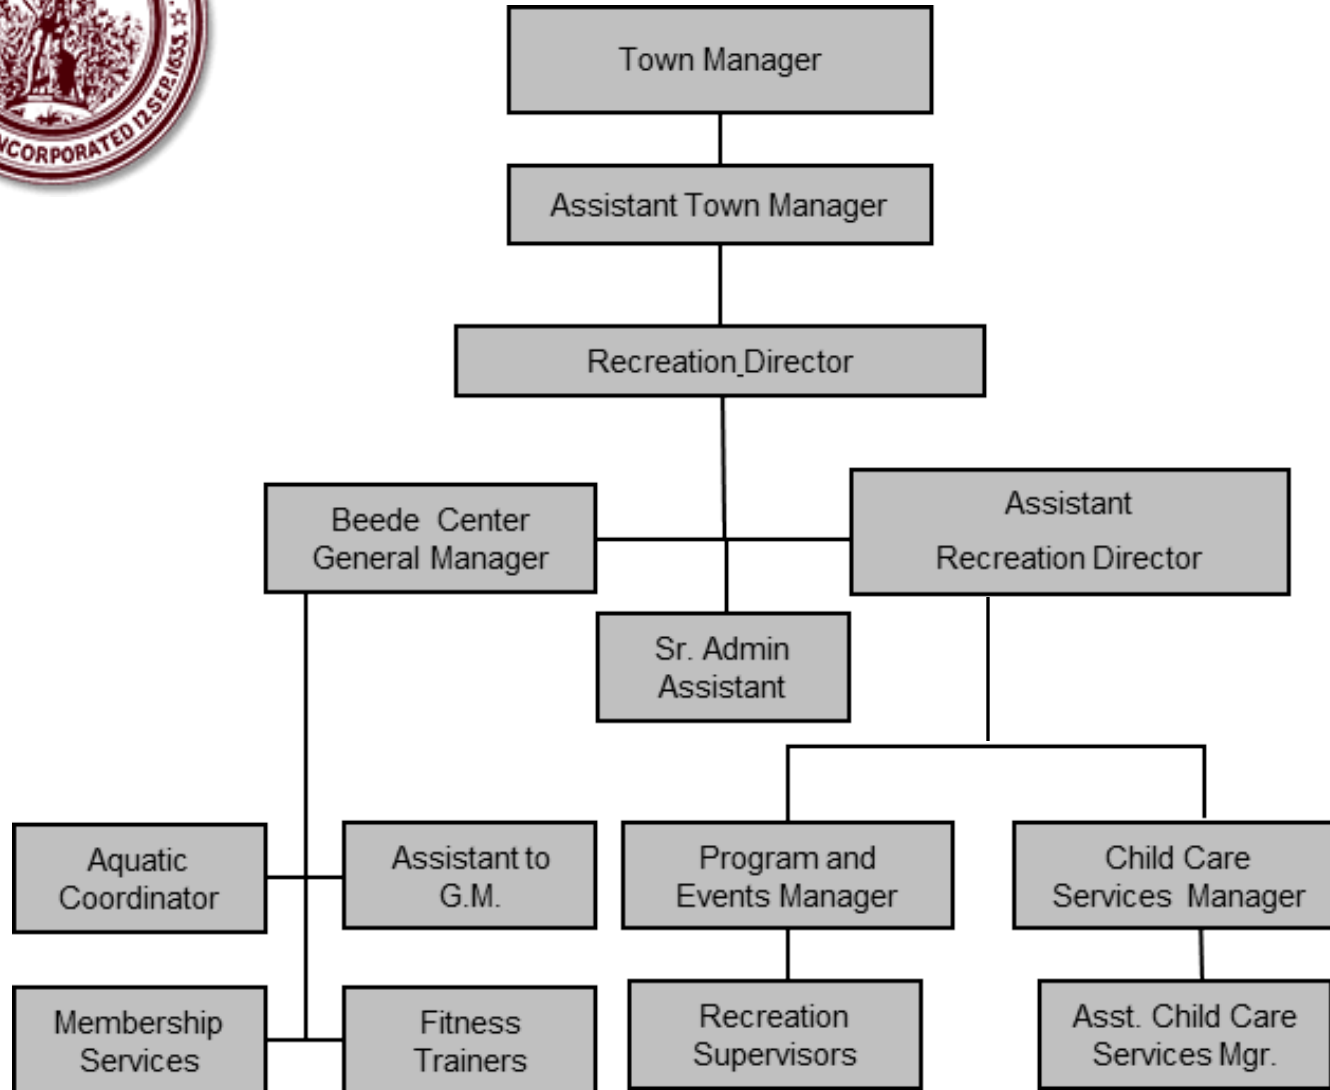 INCORPORATED 12 SEP. 1635.
Town Manager
Assistant Town Manager
Recreation Director
Beede Center
General Manager
Assistant
Recreation Director
Sr. Admin
Assistant
Aquatic
Coordinator
Assistant to
G.M.
Program and
Events Manager
Child Care
Services Manager
Membership
Services
Fitness
Trainers
Recreation
Supervisors
Asst. Child Care
Services Mgr.